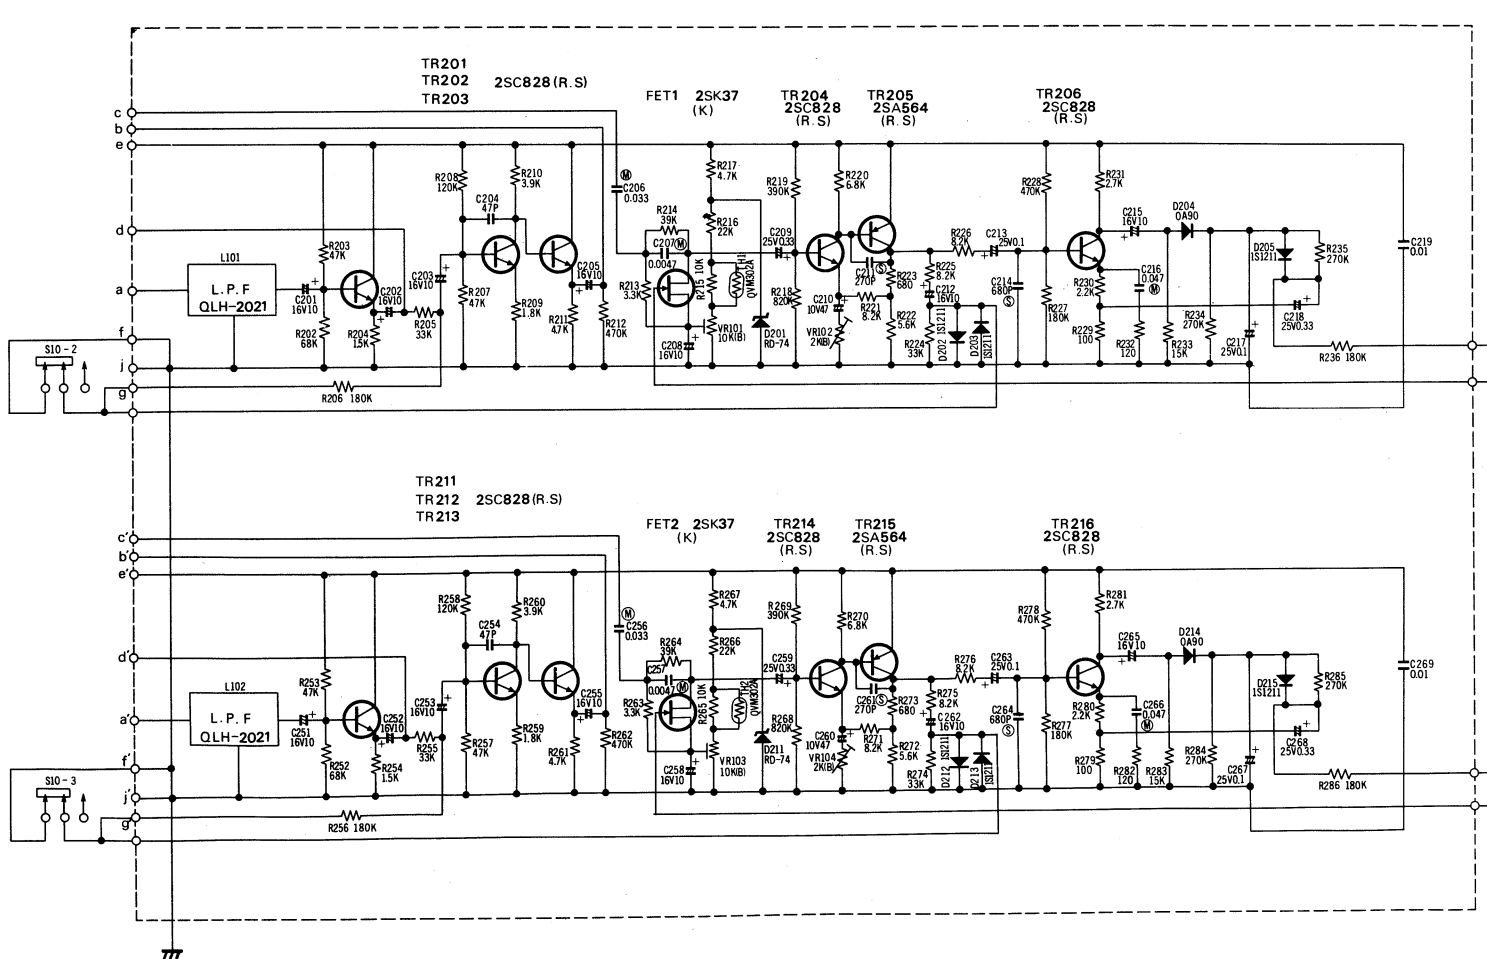 TR201
TR202 2SC828(R.S)
TR203
FET1 2SK37
(K)
TR204
2SC828
(R.S)
TR205
2SA564
(R.S)
TR206
2SC828
(R.S)
c
b
e
d
a
f
j
g
S10-2
L101
L.P.F
QLH-2021
R203
47K
C201
16V10
R202
68K
R204
1.5K
C202
16V10
R205
33K
C203
16V10
R206 180K
R208
120K
C204
47P
R210
3.9K
R207
47K
R209
1.8K
R211
47K
C205
16V10
R212
470K
M
C206
0.033
R214
39K
C207 M
0.0047
R213
3.3K
C208
16V10
R217
4.7K
R216
22K
R215 10K
TH1
QVM302A
VR101
10K(B)
D201
RD-74
R219
390K
C209
25V0.33
R218
820K
R220
6.8K
C210
10V47
VR102
2K(B)
C211 S
270P
R221
8.2K
R223
680
R222
5.6K
R225
8.2K
C212
16V10
R224
33K
D202 1S1211
D203
1S1211
R226
8.2K
C213
25V0.1
C214
680P
S
R228
470K
R227
180K
R231
2.7K
R230
2.2K
R229
100
C215
16V10
C216
0.047
M
R232
120
R233
15K
D204
OA90
R234
270K
C217
25V0.1
D205
1S1211
R235
270K
C218
25V0.33
R236 180K
C219
0.01
TR211
TR212 2SC828(R.S)
TR213
FET2 2SK37
(K)
TR214
2SC828
(R.S)
TR215
2SA564
(R.S)
TR216
2SC828
(R.S)
c'
b'
e'
d'
a'
f'
j'
g'
S10-3
L102
L.P.F
QLH-2021
R253
47K
C251
16V10
R252
68K
R254
1.5K
C252
16V10
R255
33K
C253
16V10
R256 180K
R258
120K
C254
47P
R260
3.9K
R257
47K
R259
1.8K
R261
4.7K
C255
16V10
R262
470K
M
C256
0.033
R264
39K
C257
0.0047
M
R263
3.3K
C258
16V10
R267
4.7K
R266
22K
R265 10K
TH2
QVM302A
VR103
10K(B)
D211
RD-74
R269
390K
C259
25V0.33
R268
820K
R270
6.8K
C260
10V47
VR104
2K(B)
C261 S
270P
R271
8.2K
R273
680
R272
5.6K
R275
8.2K
C262
16V10
R274
33K
D212 1S1211
D213
1S1211
R276
8.2K
C263
25V0.1
C264
680P
S
R278
470K
R277
180K
R281
2.7K
R280
2.2K
R279
100
C265
16V10
C266
0.047
M
R282
120
R283
15K
D214
OA90
R284
270K
C267
25V0.1
D215
1S1211
R285
270K
C268
25V0.33
R286 180K
C269
0.01